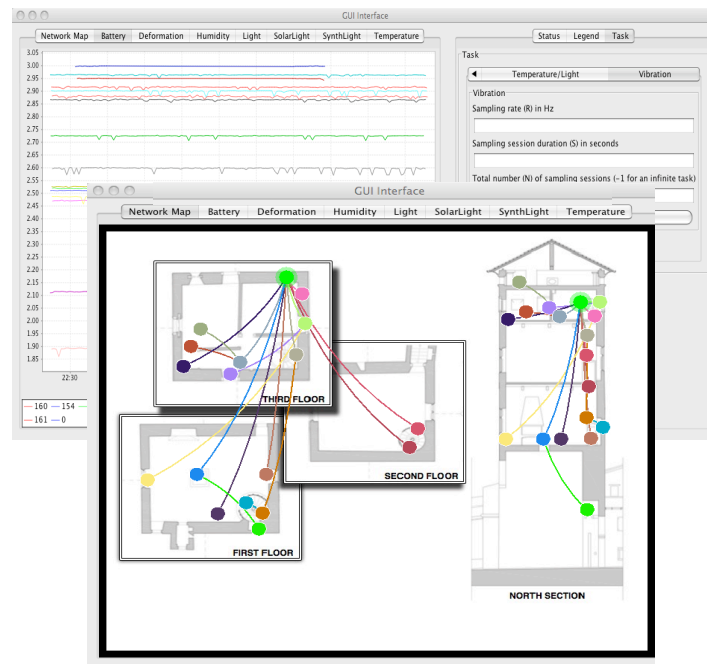 GUI Interface
Network Map Battery Deformation Humidity Light SolarLight SynthLight Temperature
Status Legend Task
3.05
3.00
2.95
2.90
2.85
2.80
2.75
2.70
2.65
2.60
2.55
2.50
2.45
2.40
2.35
2.30
2.25
2.20
2.15
2.10
2.05
2.00
1.95
1.90
1.85
22:30
160 154
161 0
Task
Temperature/Light Vibration
Vibration
Sampling rate (R) in Hz
Sampling session duration (S) in seconds
Total number (N) of sampling sessions (-1 for an infinite task)
GUI Interface
Network Map Battery Deformation Humidity Light SolarLight SynthLight Temperature
THIRD FLOOR
SECOND FLOOR
FIRST FLOOR
NORTH SECTION